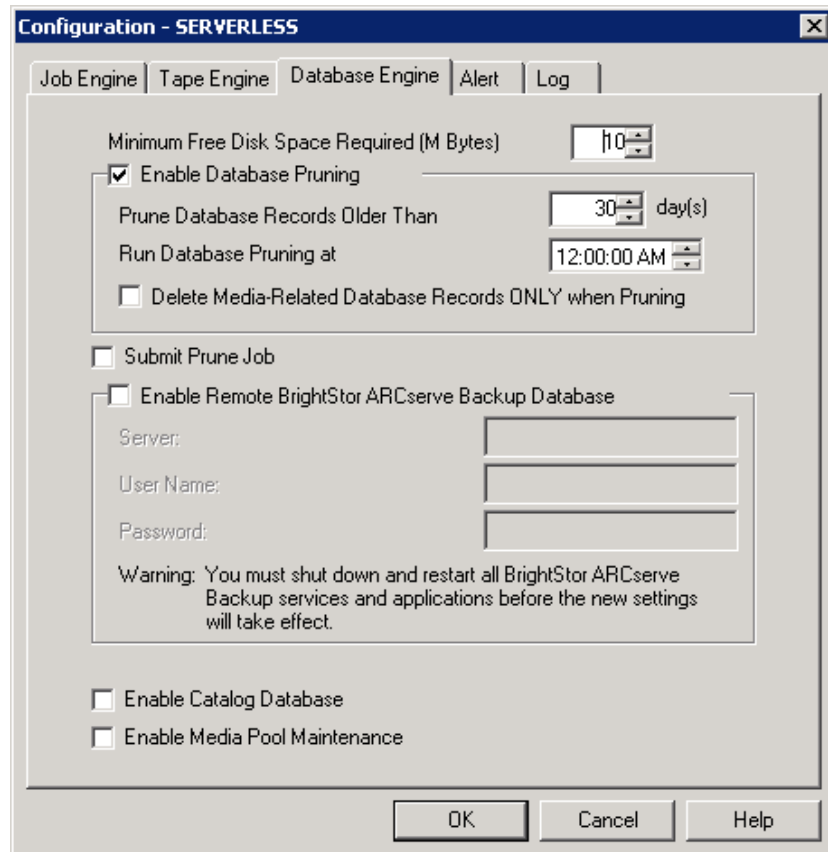 Configuration - SERVERLESS
Job Engine Tape Engine Database Engine Alert Log
Minimum Free Disk Space Required (M Bytes) 10
Enable Database Pruning
Prune Database Records Older Than 30 day(s)
Run Database Pruning at 12:00:00 AM
Delete Media-Related Database Records ONLY when Pruning
Submit Prune Job
Enable Remote BrightStor ARCserve Backup Database
Server:
User Name:
Password:
Warning: You must shut down and restart all BrightStor ARCserve
Backup services and applications before the new settings
will take effect.
Enable Catalog Database
Enable Media Pool Maintenance
OK Cancel Help